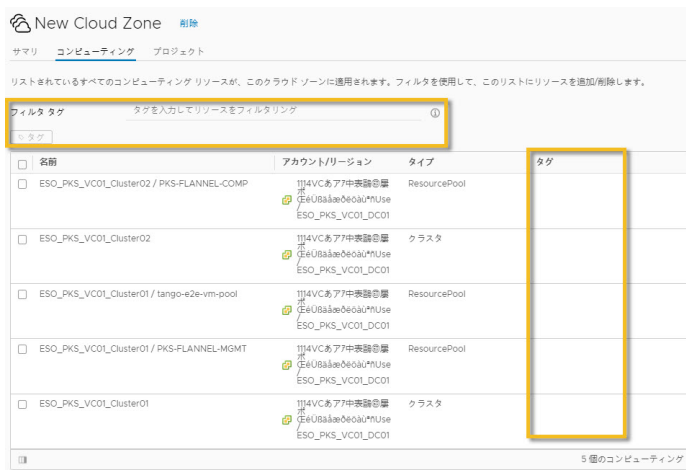 New Cloud Zone 削除
サマリ コンピューティング プロジェクト
リストされているすべてのコンピューティング リソースが、このクラウド ゾーンに適用されます。フィルタを使用して、このリストにリソースを追加/削除します。
フィルタ タグ タグを入力してリソースをフィルタリング
タグ
名前 アカウント/リージョン タイプ タグ
ESO_PKS_VC01_Cluster02 / PKS-FLANNEL-COMP ResourcePool
/
ESO_PKS_VC01_DC01
ESO_PKS_VC01_Cluster02 クラスタ
/
ESO_PKS_VC01_DC01
ESO_PKS_VC01_Cluster01 / tango-e2e-vm-pool ResourcePool
/
ESO_PKS_VC01_DC01
ESO_PKS_VC01_Cluster01 / PKS-FLANNEL-MGMT ResourcePool
/
ESO_PKS_VC01_DC01
ESO_PKS_VC01_Cluster01 クラスタ
/
ESO_PKS_VC01_DC01
5 個のコンピューティング